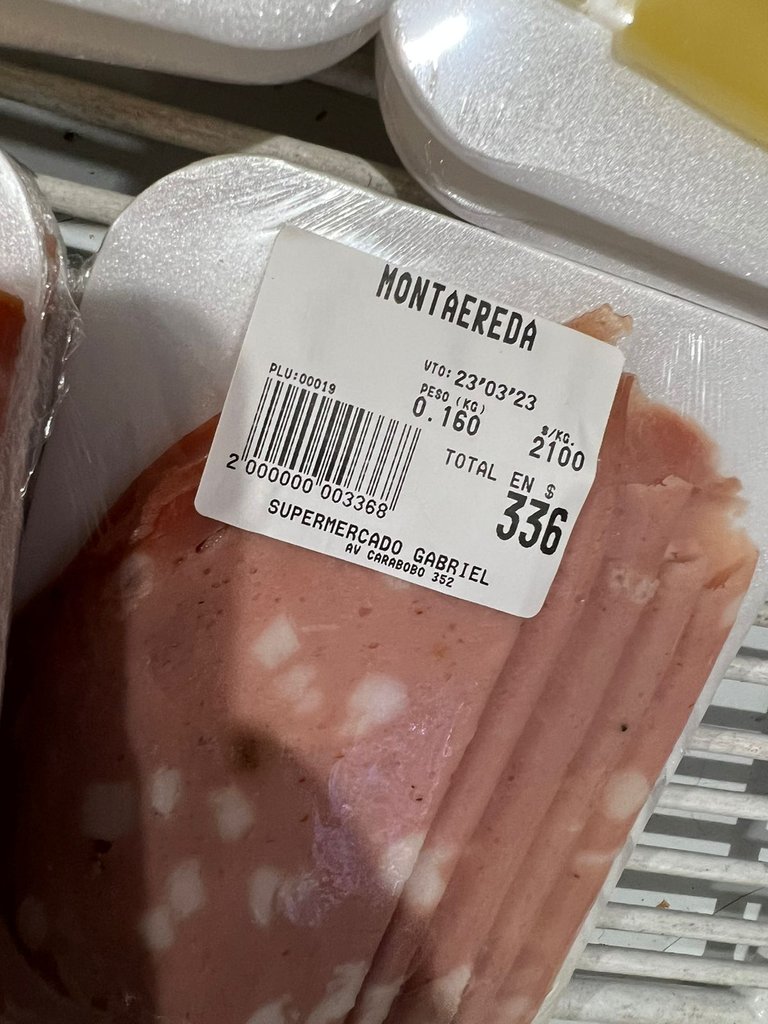 MONTAEREDA
VTO: 23'03'23
PLU:00019
PESO (KG) $/KG.
0.160 2100
TOTAL EN $
336
2 000000 003368
SUPERMERCADO GABRIEL
AV CARABOBO 352